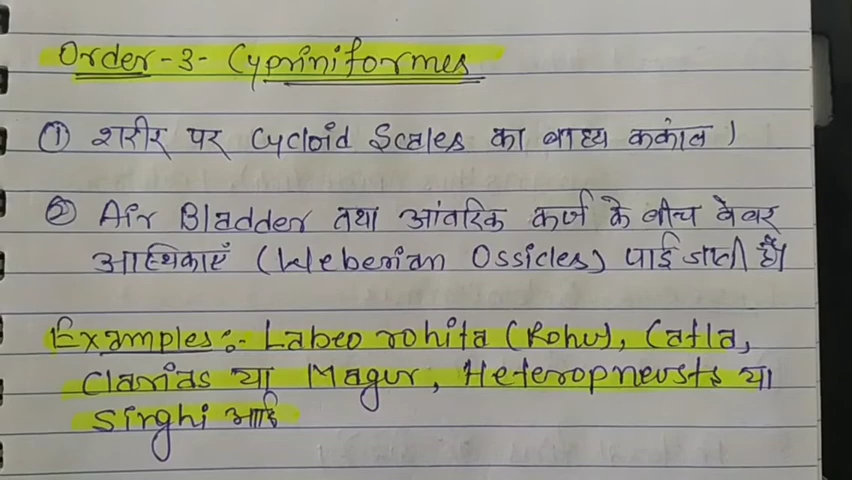 Order-3- Cypriniformes
① शरीर पर Cycloid Scales का बाह्य कंकाल।
② Air Bladder तथा आंतरिक कर्ण के बीच वेबर
अस्थिकाएँ (Weberian Ossicles) पाई जाती हैं।
Examples:- Labeo rohita (Rohu), Catla,
Clarias या Magur, Heteropneusts या
Singhi आदि